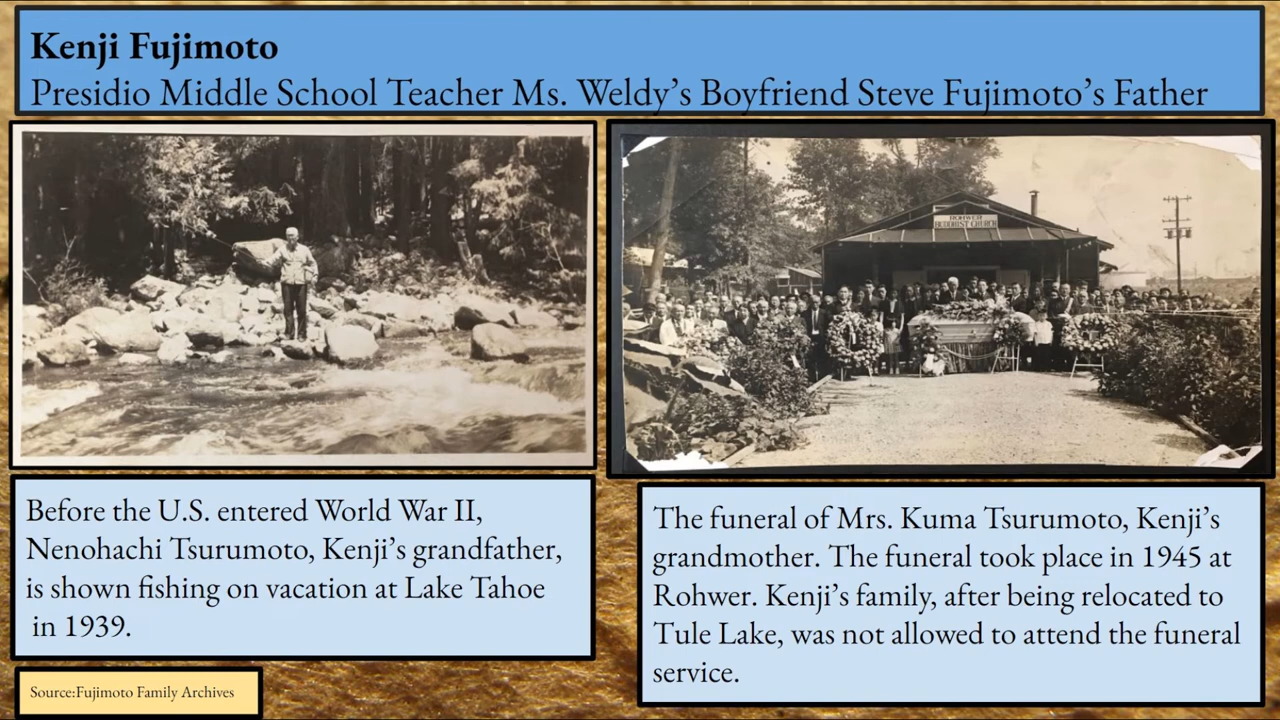 Kenji Fujimoto
Presidio Middle School Teacher Ms. Weldy’s Boyfriend Steve Fujimoto’s Father
ROHWER
BUDDHIST CHURCH
Before the U.S. entered World War II,
Nenohachi Tsurumoto, Kenji’s grandfather,
is shown fishing on vacation at Lake Tahoe
in 1939.
The funeral of Mrs. Kuma Tsurumoto, Kenji’s
grandmother. The funeral took place in 1945 at
Rohwer. Kenji’s family, after being relocated to
Tule Lake, was not allowed to attend the funeral
service.
Source:Fujimoto Family Archives